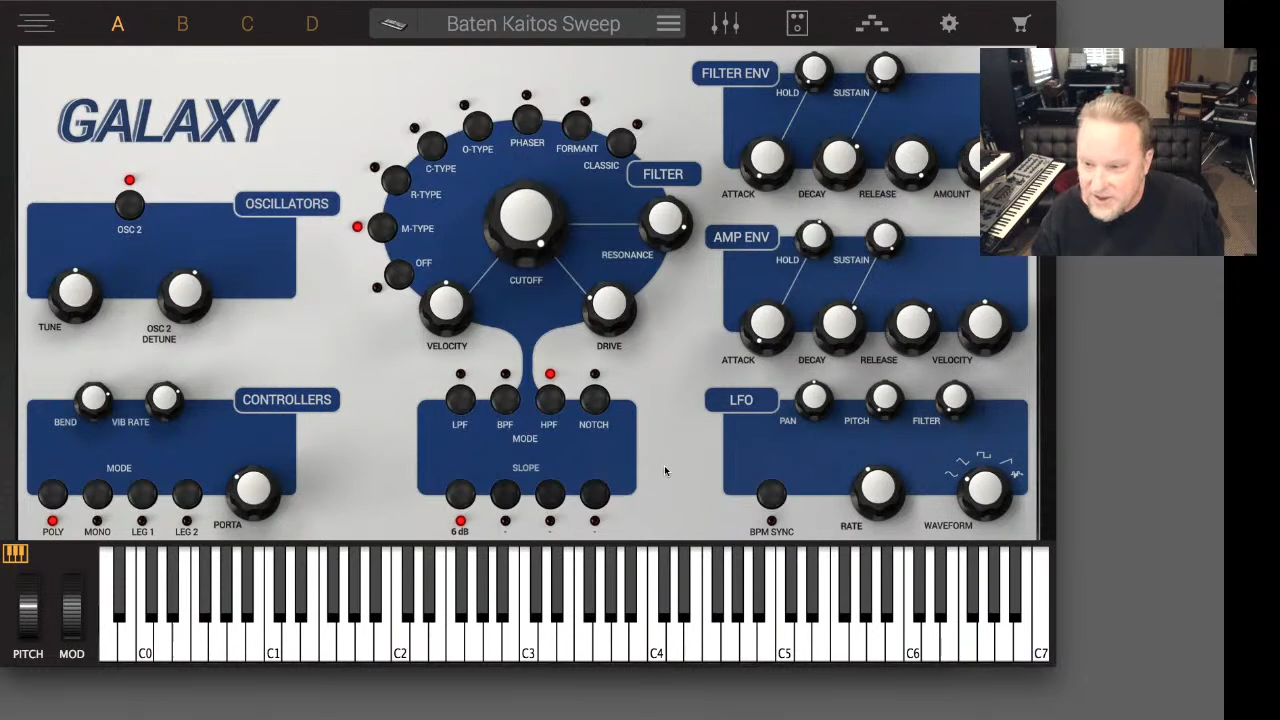 A B C D
Baten Kaitos Sweep
GALAXY
OSC 2
OSCILLATORS
TUNE
OSC 2
DETUNE
BEND VIB RATE
CONTROLLERS
MODE
PORTA
POLY MONO LEG 1 LEG 2
PHASER
O-TYPE FORMANT
C-TYPE CLASSIC
R-TYPE FILTER
M-TYPE
OFF
RESONANCE
CUTOFF
VELOCITY DRIVE
LPF BPF HPF NOTCH
MODE
SLOPE
6 dB - - -
FILTER ENV
HOLD SUSTAIN
ATTACK DECAY RELEASE AMOUNT
AMP ENV
HOLD SUSTAIN
ATTACK DECAY RELEASE VELOCITY
LFO
PAN PITCH FILTER
RATE WAVEFORM
BPM SYNC
PITCH MOD
C0 C1 C2 C3 C4 C5 C6 C7